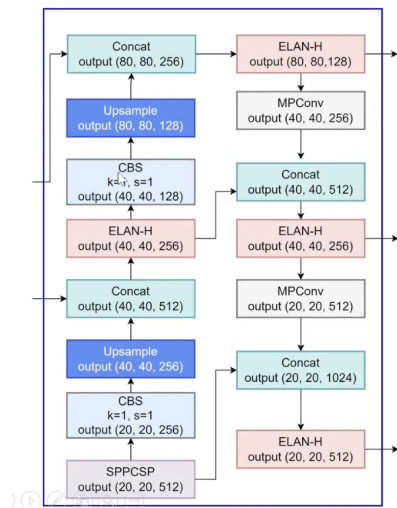 Concat
output (80, 80, 256)
Upsample
output (80, 80, 128)
CBS
k=1, s=1
output (40, 40, 128)
ELAN-H
output (40, 40, 256)
Concat
output (40, 40, 512)
Upsample
output (40, 40, 256)
CBS
k=1, s=1
output (20, 20, 256)
SPPCSP
output (20, 20, 512)
ELAN-H
output (80, 80,128)
MPConv
output (40, 40, 256)
Concat
output (40, 40, 512)
ELAN-H
output (40, 40, 256)
MPConv
output (20, 20, 512)
Concat
output (20, 20, 1024)
ELAN-H
output (20, 20, 512)